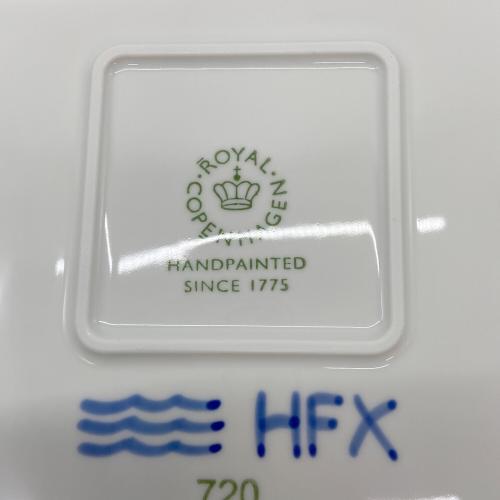 ROYAL
COPENHAGEN
HANDPAINTED
SINCE 1775
HFX
720